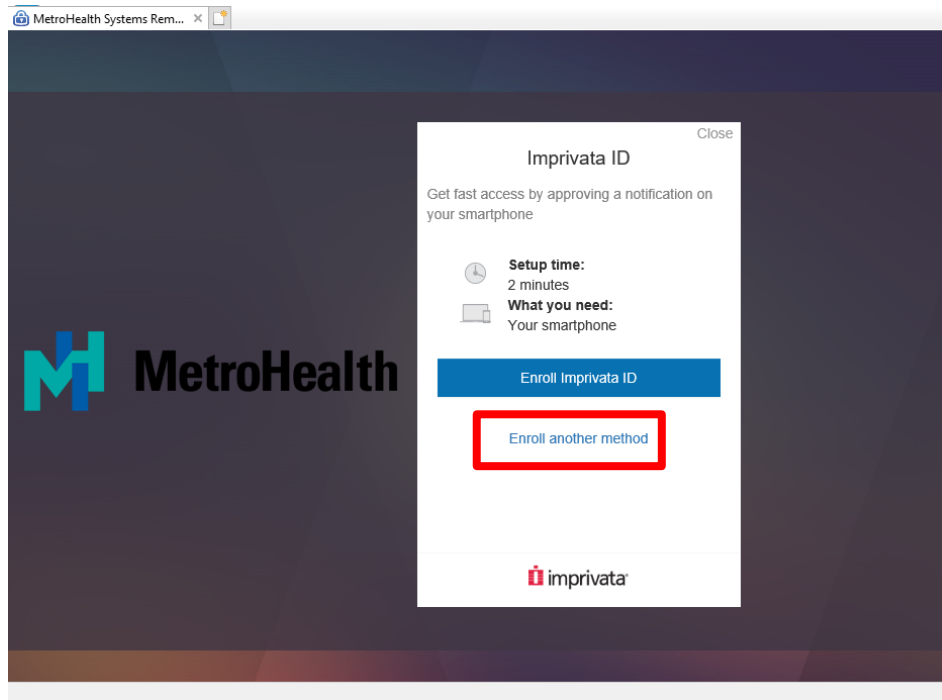 MetroHealth Systems Rem...
Close
Imprivata ID
Get fast access by approving a notification on
your smartphone
Setup time:
2 minutes
What you need:
Your smartphone
MetroHealth
Enroll Imprivata ID
Enroll another method
imprivata